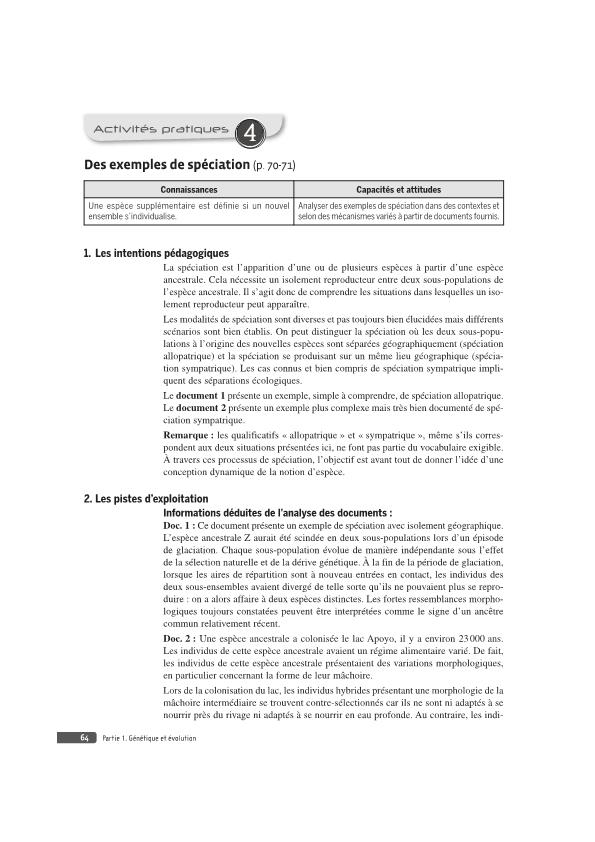 Activités pratiques 4
Des exemples de spéciation (p. 70-71)
Connaissances
Capacités et attitudes
Une espèce supplémentaire est définie si un nouvel
ensemble s'individualise.
Analyser des exemples de spéciation dans des contextes et
selon des mécanismes variés à partir de documents fournis.
1. Les intentions pédagogiques
La spéciation est l'apparition d'une ou de plusieurs espèces à partir d'une espèce
ancestrale. Cela nécessite un isolement reproducteur entre deux sous-populations de
l'espèce ancestrale. Il s'agit donc de comprendre les situations dans lesquelles un iso-
lement reproducteur peut apparaître.
Les modalités de spéciation sont diverses et pas toujours bien élucidées mais différents
scénarios sont bien établis. On peut distinguer la spéciation où les deux sous-popu-
lations à l'origine des nouvelles espèces sont séparées géographiquement (spéciation
allopatrique) et la spéciation se produisant sur un même lieu géographique (spécia-
tion sympatrique). Les cas connus et bien compris de spéciation sympatrique impli-
quent des séparations écologiques.
Le document 1 présente un exemple, simple à comprendre, de spéciation allopatrique.
Le document 2 présente un exemple plus complexe mais très bien documenté de spé-
ciation sympatrique.
Remarque : les qualificatifs « allopatrique » et « sympatrique », même s'ils corres-
pondent aux deux situations présentées ici, ne font pas partie du vocabulaire exigible.
À travers ces processus de spéciation, l'objectif est avant tout de donner l'idée d'une
conception dynamique de la notion d'espèce.
2. Les pistes d'exploitation
Informations déduites de l'analyse des documents :
Doc. 1 : Ce document présente un exemple de spéciation avec isolement géographique.
L'espèce ancestrale Z aurait été scindée en deux sous-populations lors d'un épisode
de glaciation. Chaque sous-population évolue de manière indépendante sous l'effet
de la sélection naturelle et de la dérive génétique. À la fin de la période de glaciation,
lorsque les aires de répartition sont à nouveau entrées en contact, les individus des
deux sous-ensembles avaient divergé de telle sorte qu'ils ne pouvaient plus se repro-
duire : on a alors affaire à deux espèces distinctes. Les fortes ressemblances morpho-
logiques toujours constatées peuvent être interprétées comme le signe d'un ancêtre
commun relativement récent.
Doc. 2 : Une espèce ancestrale a colonisée le lac Apoyo, il y a environ 23 000 ans.
Les individus de cette espèce ancestrale avaient un régime alimentaire varié. De fait,
les individus de cette espèce ancestrale présentaient des variations morphologiques,
en particulier concernant la forme de leur mâchoire.
Lors de la colonisation du lac, les individus hybrides présentant une morphologie de la
mâchoire intermédiaire se trouvent contre-sélectionnés car ils ne sont ni adaptés à se
nourrir près du rivage ni adaptés à se nourrir en eau profonde. Au contraire, les indi-
64 Partie 1. Génétique et évolution